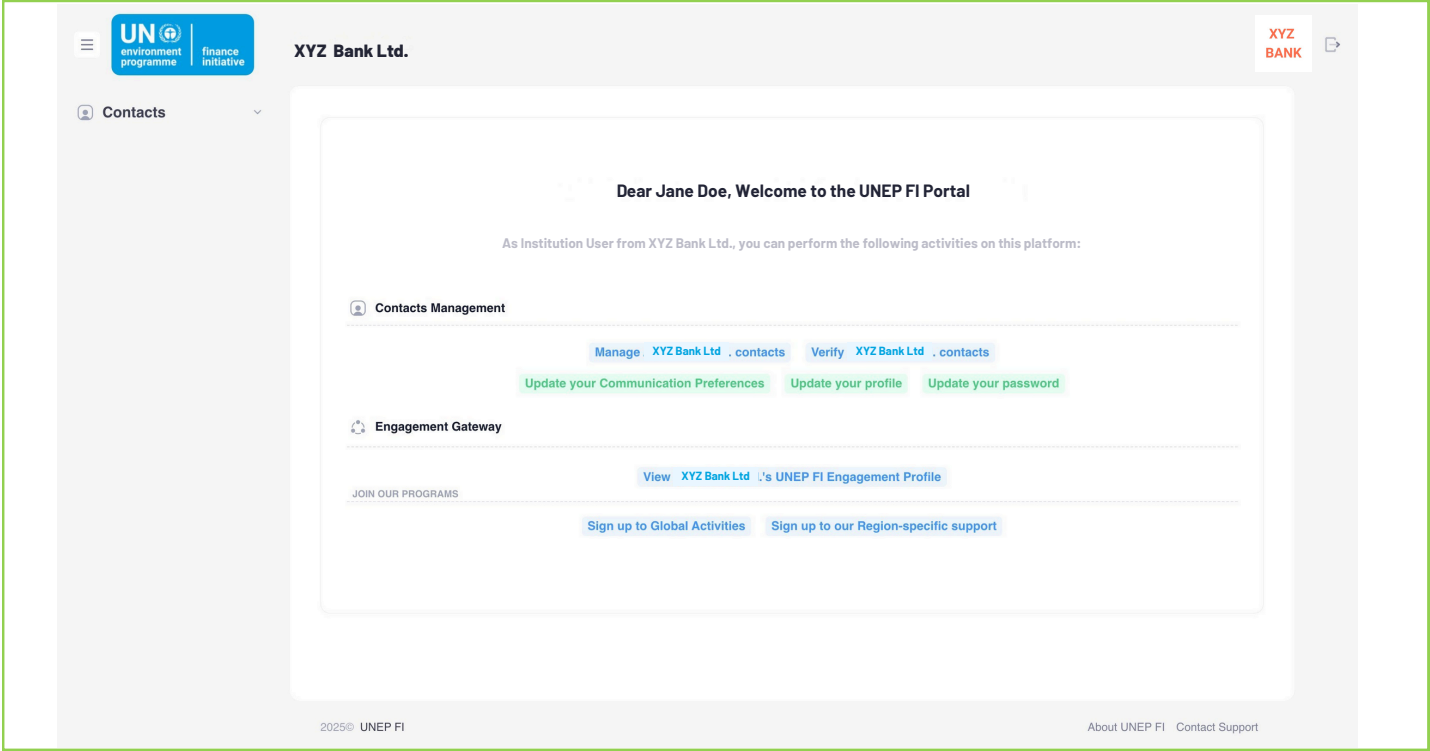 UN
environment programme
finance initiative
XYZ Bank Ltd.
XYZ
BANK
Contacts
Dear Jane Doe, Welcome to the UNEP FI Portal
As Institution User from XYZ Bank Ltd., you can perform the following activities on this platform:
Contacts Management
Manage XYZ Bank Ltd . contacts Verify XYZ Bank Ltd . contacts
Update your Communication Preferences Update your profile Update your password
Engagement Gateway
View XYZ Bank Ltd .'s UNEP FI Engagement Profile
JOIN OUR PROGRAMS
Sign up to Global Activities Sign up to our Region-specific support
2025© UNEP FI About UNEP FI Contact Support